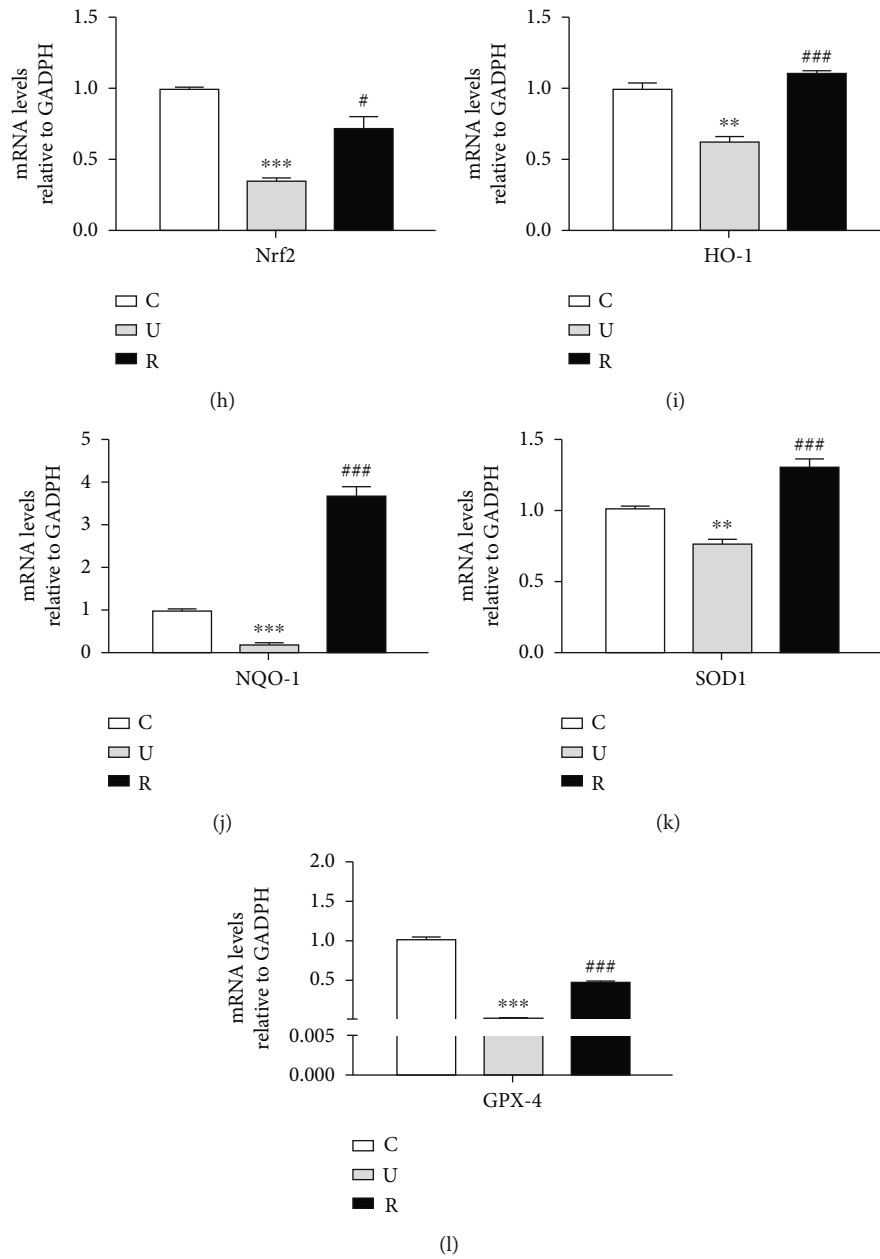 mRNA levels
relative to GADPH
1.5
1.0
0.5
0.0
***
#
Nrf2
C
U
R
(h)
mRNA levels
relative to GADPH
1.5
1.0
0.5
0.0
**
###
HO-1
C
U
R
(i)
mRNA levels
relative to GADPH
5
4
3
2
1
0
***
###
NQO-1
C
U
R
(j)
mRNA levels
relative to GADPH
1.5
1.0
0.5
0.0
**
###
SOD1
C
U
R
(k)
mRNA levels
relative to GADPH
2.0
1.5
1.0
0.5
0.005
0.000
***
###
GPX-4
C
U
R
(l)